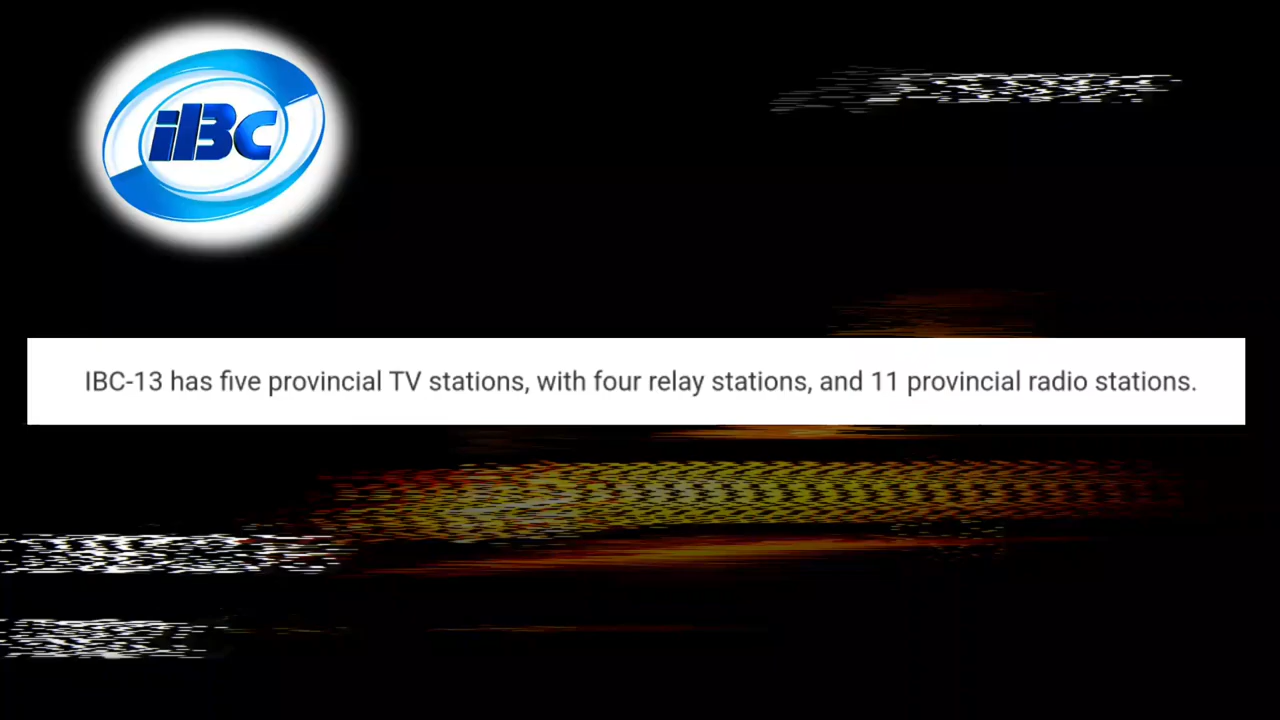 iBC
IBC-13 has five provincial TV stations, with four relay stations, and 11 provincial radio stations.